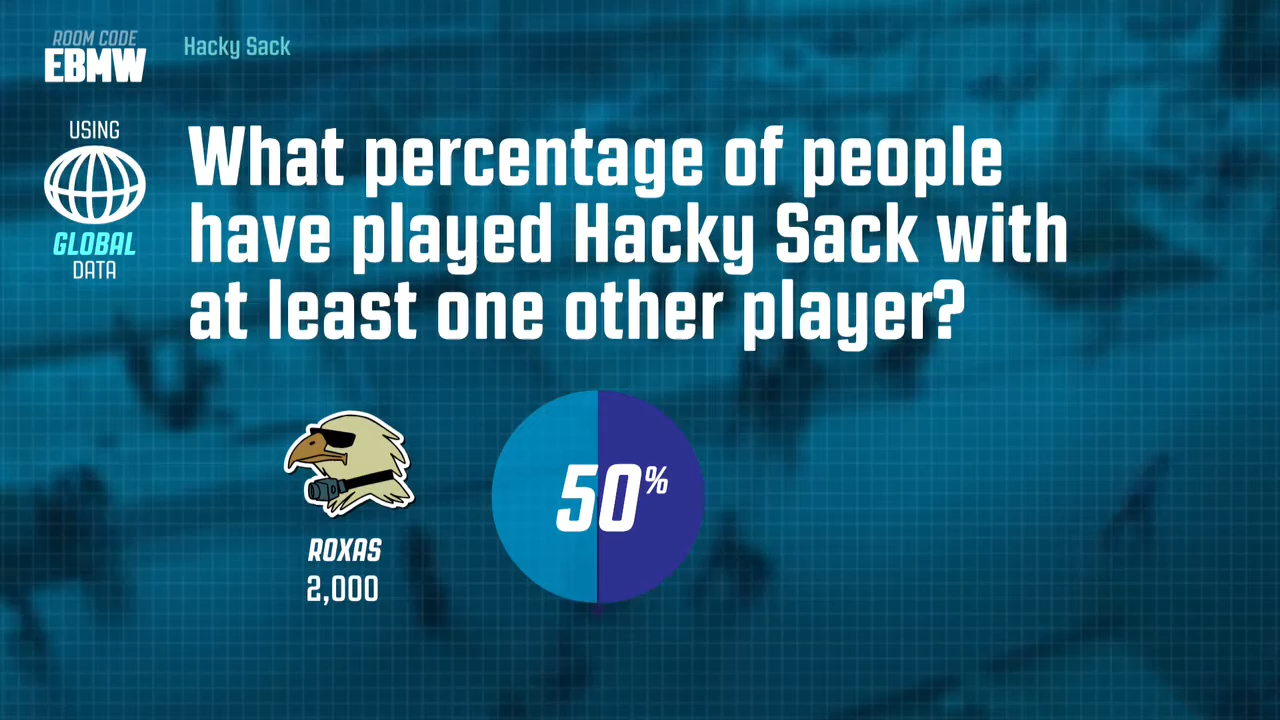 ROOM CODE
EBMW
Hacky Sack
USING
GLOBAL
DATA
What percentage of people
have played Hacky Sack with
at least one other player?
50%
ROXAS
2,000